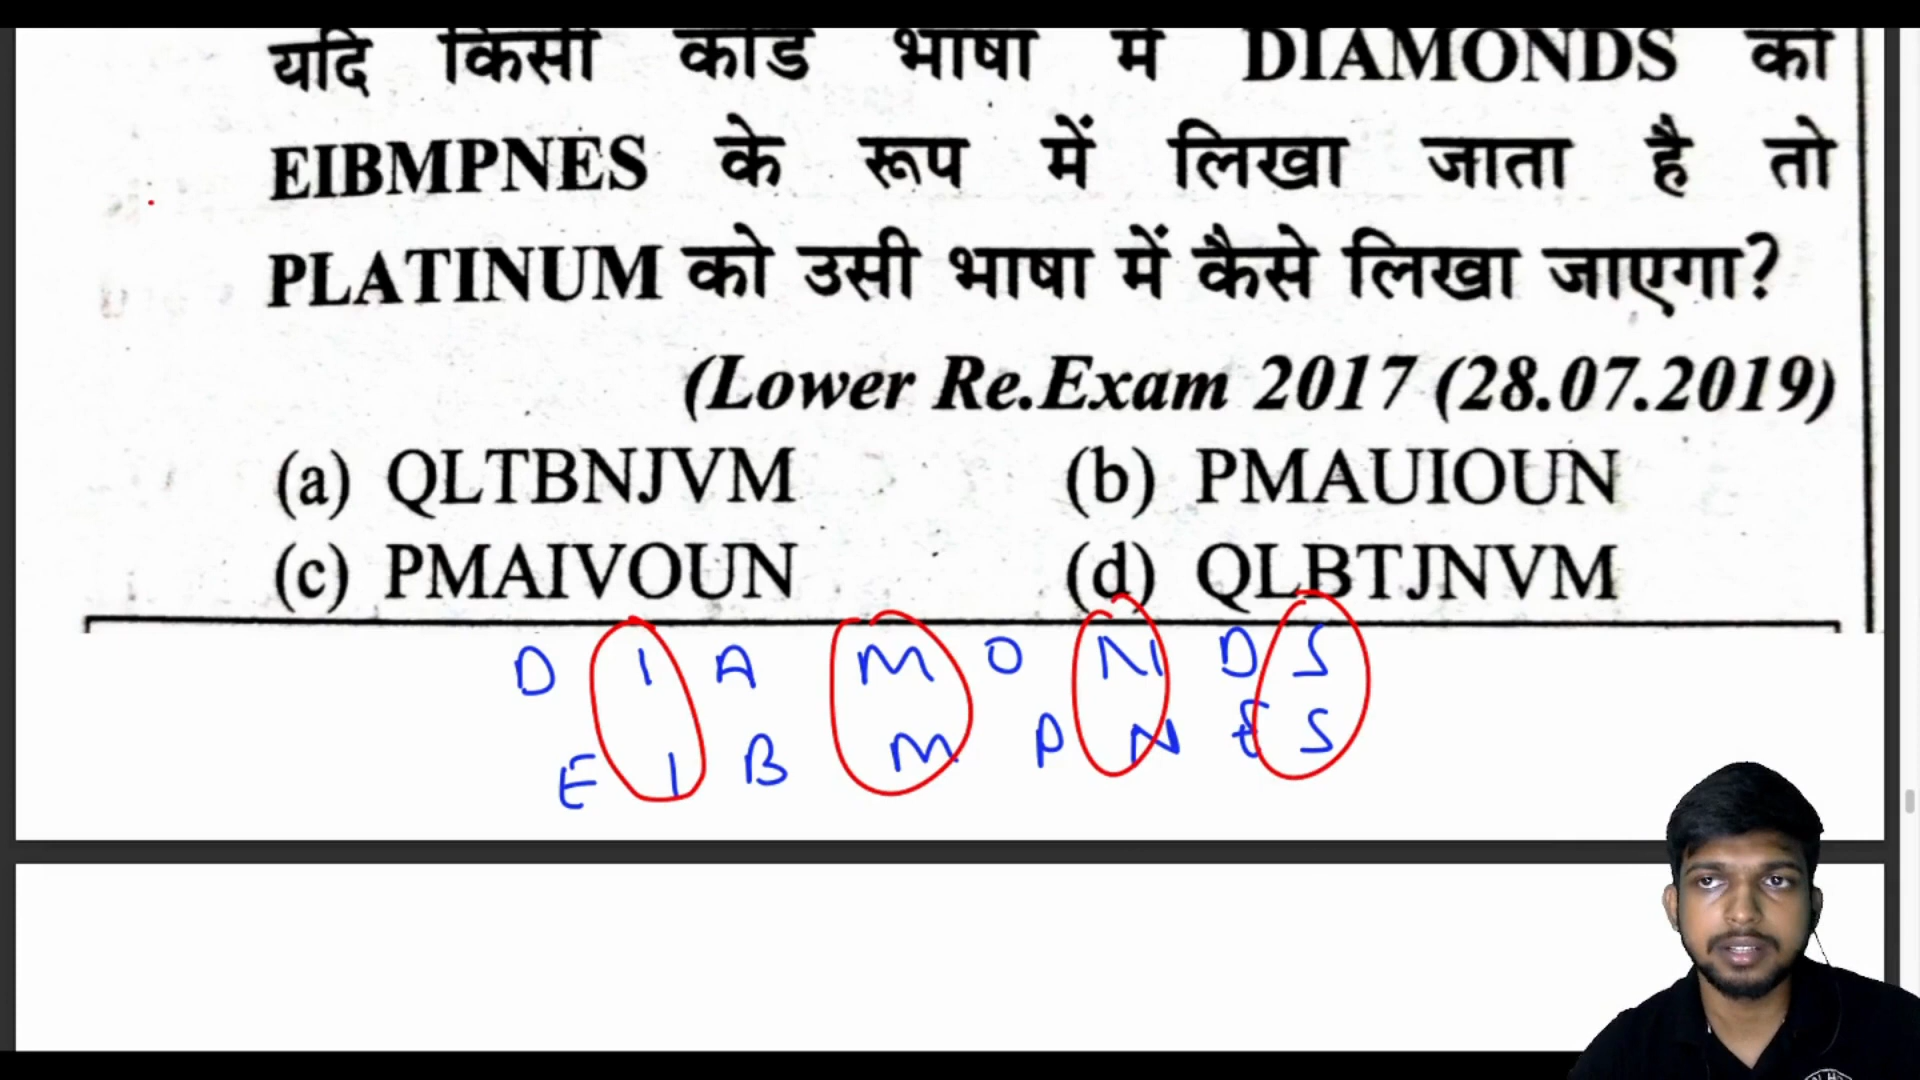 यदि किसी कोड भाषा में DIAMONDS को
EIBMPNES के रूप में लिखा जाता है तो
PLATINUM को उसी भाषा में कैसे लिखा जाएगा?
(Lower Re.Exam 2017 (28.07.2019)
(a) QLTBNJVM (b) PMAUIOUN
(c) PMAIVOUN (d) QLBTJNVM
D I A M O N D S
E I B M P N E S